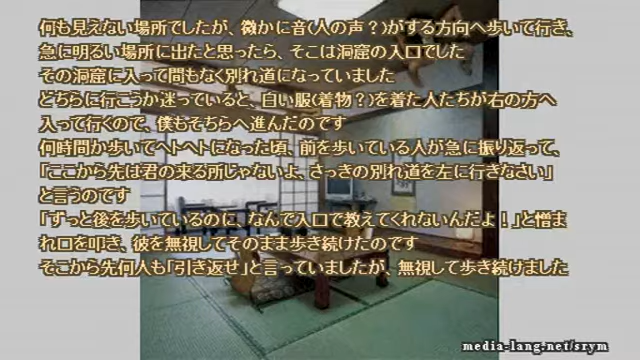 何も見えない場所でしたが、微かに音(人の声？)がする方向へ歩いて行き、
急に明るい場所に出たと思ったら、そこは洞窟の入口でした
その洞窟に入って間もなく別れ道になっていました
どちらに行こうか迷っていると、白い服(着物？)を着た人たちが右の方へ
入って行くので、僕もそちらへ進んだのです
何時間か歩いてヘトヘトになった頃、前を歩いている人が急に振り返って、
「ここから先は君の来る所じゃないよ、さっきの別れ道を左に行きなさい」
と言うのです
「ずっと後を歩いているのに、なんで入口で教えてくれないんだよ！」と憎ま
れ口を叩き、彼を無視してそのまま歩き続けたのです
そこから先何人も「引き返せ」と言っていましたが、無視して歩き続けました
media-lang.net/srym